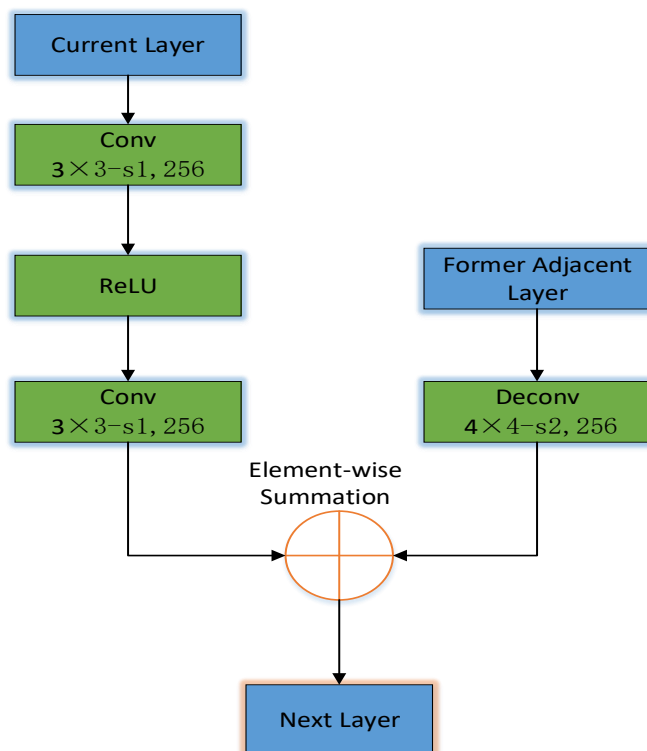 Current Layer
Conv
3×3-s1, 256
ReLU
Conv
3×3-s1, 256
Former Adjacent
Layer
Deconv
4×4-s2, 256
Element-wise
Summation
Next Layer